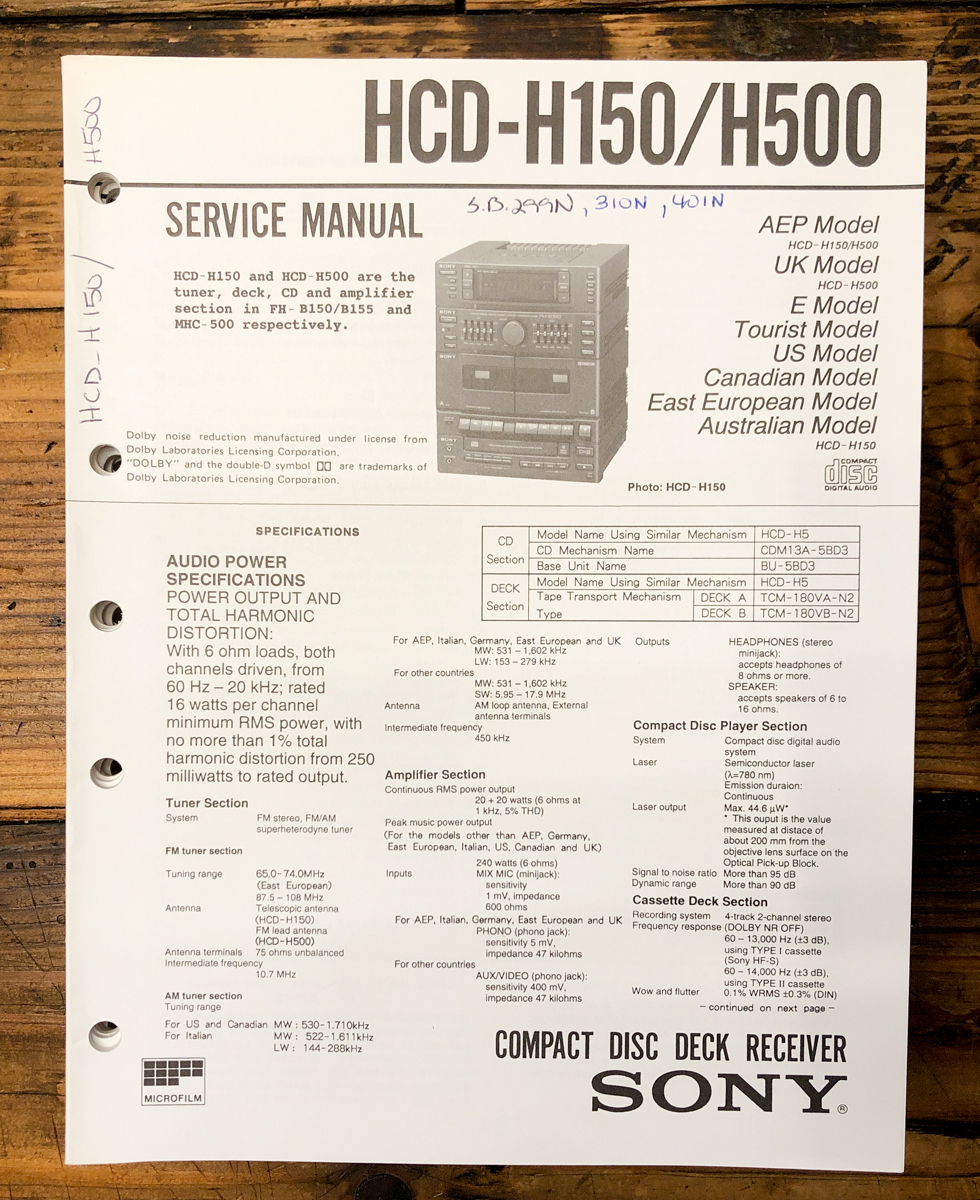 HCD-H150/H500
HCD-H150/ H500
SERVICE MANUAL
S.B. 299N, 310N, 401N
HCD-H150 and HCD-H500 are the
tuner, deck, CD and amplifier
section in FH-B150/B155 and
MHC-500 respectively.
AEP Model
HCD-H150/H500
UK Model
HCD-H500
E Model
Tourist Model
US Model
Canadian Model
East European Model
Australian Model
HCD-H150
COMPACT
disc
DIGITAL AUDIO
Photo: HCD-H150
Dolby noise reduction manufactured under license from
Dolby Laboratories Licensing Corporation.
"DOLBY" and the double-D symbol are trademarks of
Dolby Laboratories Licensing Corporation.
SPECIFICATIONS
AUDIO POWER
SPECIFICATIONS
POWER OUTPUT AND
TOTAL HARMONIC
DISTORTION:
With 6 ohm loads, both
channels driven, from
60 Hz – 20 kHz; rated
16 watts per channel
minimum RMS power, with
no more than 1% total
harmonic distortion from 250
milliwatts to rated output.
Tuner Section
System FM stereo, FM/AM
superheterodyne tuner
FM tuner section
Tuning range 65.0-74.0MHz
(East European)
87.5 – 108 MHz
Antenna Telescopic antenna
(HCD-H150)
FM lead antenna
(HCD-H500)
Antenna terminals 75 ohms unbalanced
Intermediate frequency
10.7 MHz
AM tuner section
Tuning range
For US and Canadian MW : 530-1.710kHz
For Italian MW : 522-1.611kHz
LW : 144-288kHz
CD Section Model Name Using Similar Mechanism HCD-H5
CD Mechanism Name CDM13A-5BD3
Base Unit Name BU-5BD3
DECK Section Model Name Using Similar Mechanism HCD-H5
Tape Transport Mechanism Type DECK A TCM-180VA-N2
DECK B TCM-180VB-N2
For AEP, Italian, Germany, East European and UK
MW: 531 – 1,602 kHz
LW: 153 – 279 kHz
For other countries
MW: 531 – 1,602 kHz
SW: 5.95 – 17.9 MHz
Antenna AM loop antenna, External
antenna terminals
Intermediate frequency
450 kHz
Amplifier Section
Continuous RMS power output
20 + 20 watts (6 ohms at
1 kHz, 5% THD)
Peak music power output
(For the models other than AEP, Germany,
East European, Italian, US, Canadian and UK)
240 watts (6 ohms)
Inputs MIX MIC (minijack):
sensitivity
1 mV, impedance
600 ohms
For AEP, Italian, Germany, East European and UK
PHONO (phono jack):
sensitivity 5 mV,
impedance 47 kilohms
For other countries
AUX/VIDEO (phono jack):
sensitivity 400 mV,
impedance 47 kilohms
Outputs HEADPHONES (stereo
minijack):
accepts headphones of
8 ohms or more.
SPEAKER:
accepts speakers of 6 to
16 ohms.
Compact Disc Player Section
System Compact disc digital audio
system
Laser Semiconductor laser
(λ=780 nm)
Emission duraion:
Continuous
Laser output Max. 44.6 µW*
* This ouput is the value
measured at distace of
about 200 mm from the
objective lens surface on the
Optical Pick-up Block.
Signal to noise ratio More than 95 dB
Dynamic range More than 90 dB
Cassette Deck Section
Recording system 4-track 2-channel stereo
Frequency response (DOLBY NR OFF)
60 – 13,000 Hz (±3 dB),
using TYPE I cassette
(Sony HF-S)
60 – 14,000 Hz (±3 dB),
using TYPE II cassette
Wow and flutter 0.1% WRMS ±0.3% (DIN)
– continued on next page –
MICROFILM
COMPACT DISC DECK RECEIVER
SONY®